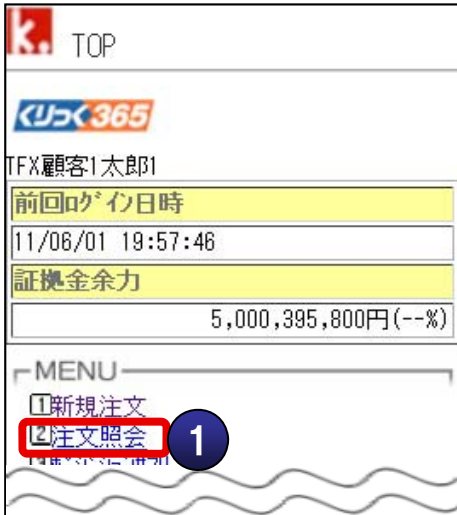 k. TOP
くりっく365
TFX顧客1太郎1
前回ﾛｸﾞｲﾝ日時
11/06/01 19:57:46
証拠金余力
5,000,395,800円(--%)
MENU
1新規注文
2注文照会
1